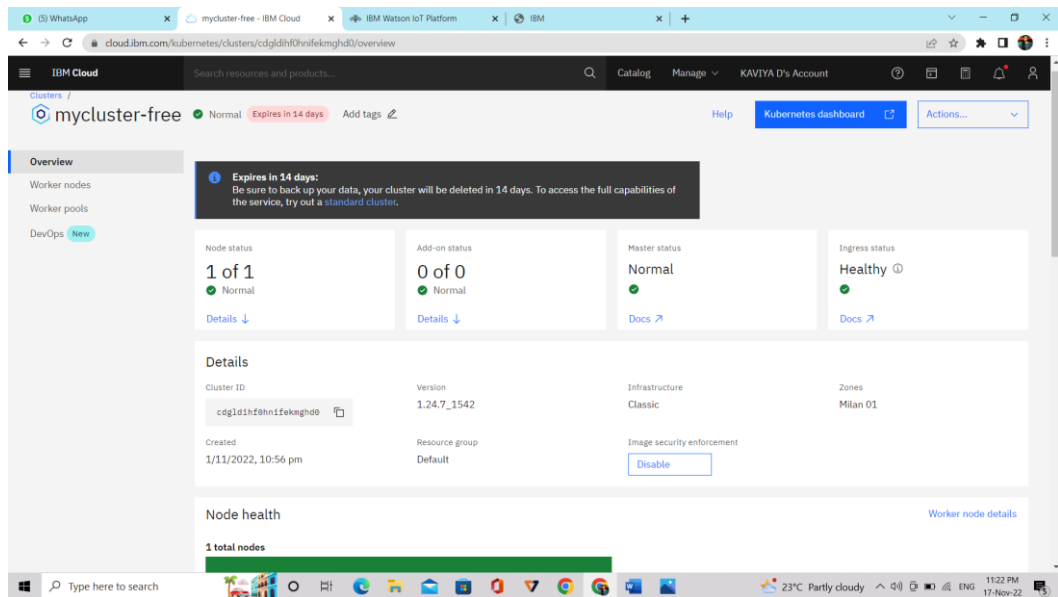 (5) WhatsApp
mycluster-free - IBM Cloud
IBM Watson IoT Platform
IBM
cloud.ibm.com/kubernetes/clusters/cdgldihf0hnifekmghd0/overview
IBM Cloud
Search resources and products...
Catalog
Manage
KAVIYA D's Account
Clusters /
mycluster-free
Normal
Expires in 14 days
Add tags
Help
Kubernetes dashboard
Actions...
Overview
Worker nodes
Worker pools
DevOps New
Expires in 14 days:
Be sure to back up your data, your cluster will be deleted in 14 days. To access the full capabilities of
the service, try out a standard cluster.
Node status
1 of 1
Normal
Details
Add-on status
0 of 0
Normal
Details
Master status
Normal
Docs
Ingress status
Healthy
Docs
Details
Cluster ID
cdgldihf0hnifekmghd0
Version
1.24.7_1542
Infrastructure
Classic
Zones
Milan 01
Created
1/11/2022, 10:56 pm
Resource group
Default
Image security enforcement
Disable
Node health
Worker node details
1 total nodes
Type here to search
23°C Partly cloudy
ENG
11:22 PM
17-Nov-22